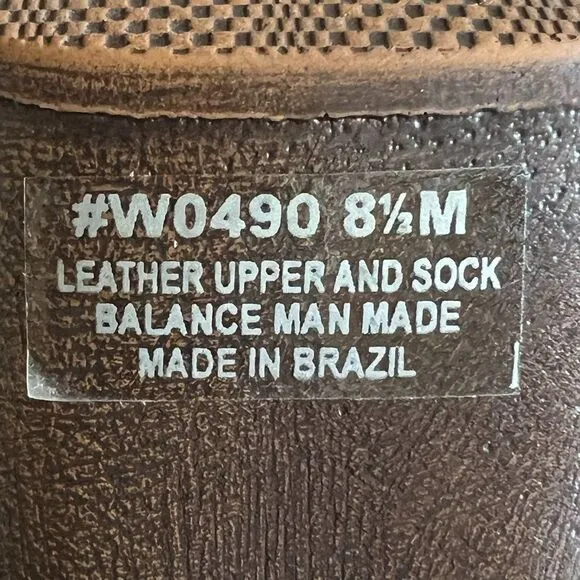 #W0490 8½M
LEATHER UPPER AND SOCK
BALANCE MAN MADE
MADE IN BRAZIL